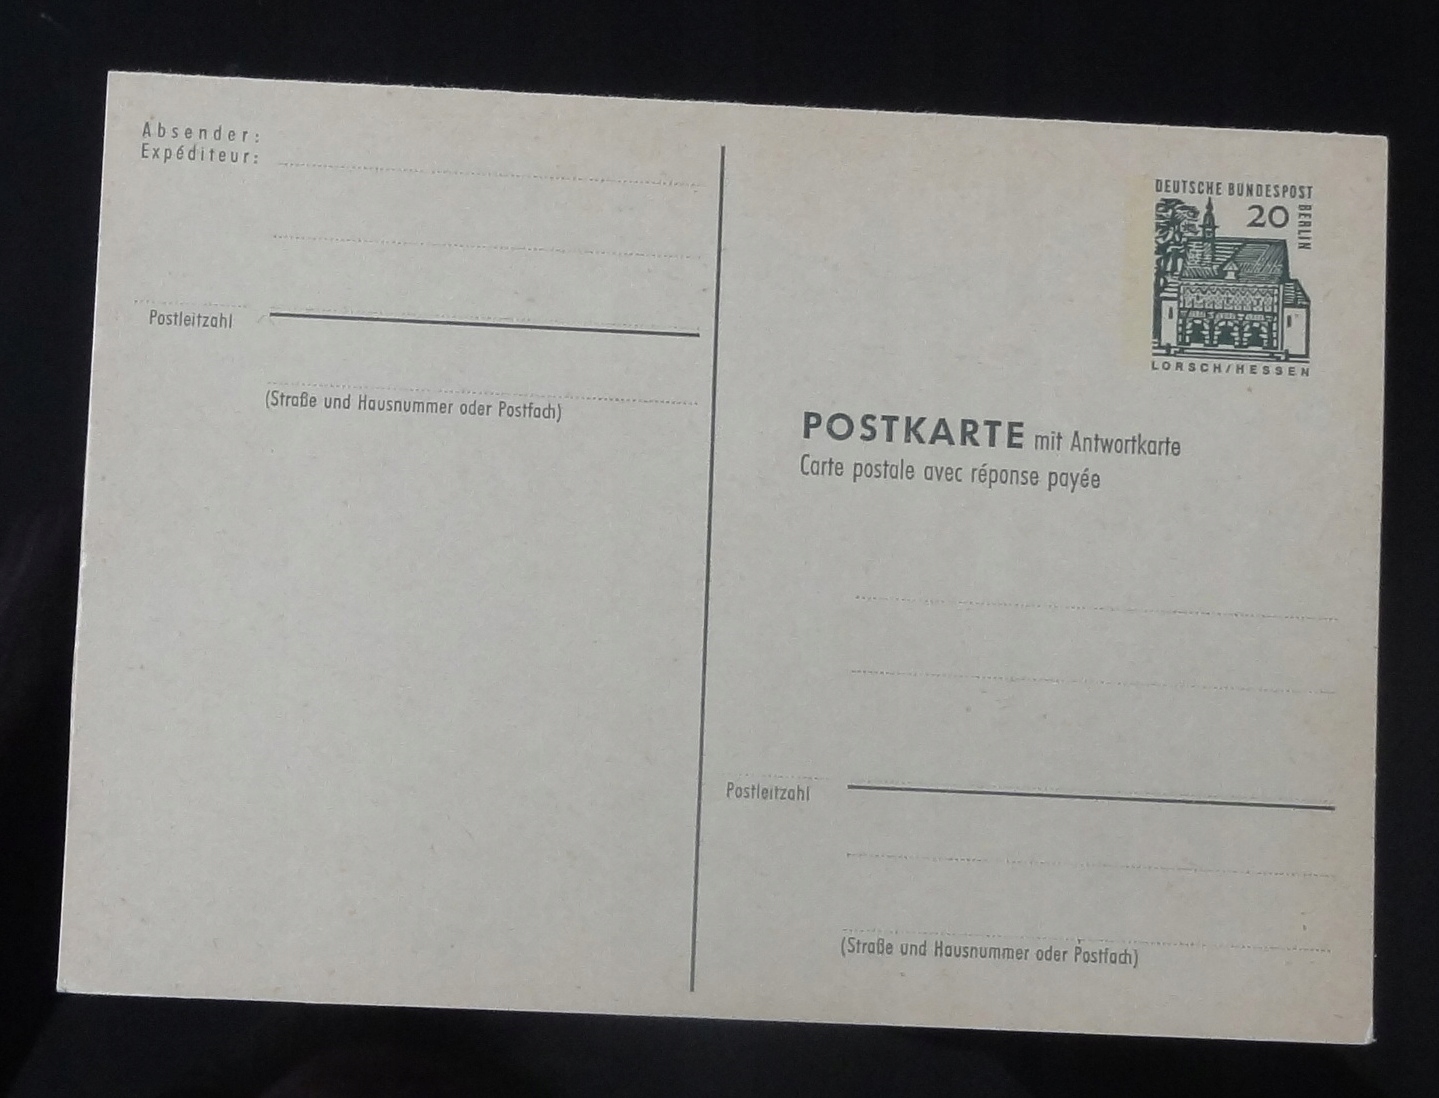 Absender:
Expéditeur:
Postleitzahl
(Straße und Hausnummer oder Postfach)
DEUTSCHE BUNDESPOST
BERLIN
20
LORSCH/HESSEN
POSTKARTE mit Antwortkarte
Carte postale avec réponse payée
Postleitzahl
(Straße und Hausnummer oder Postfach)